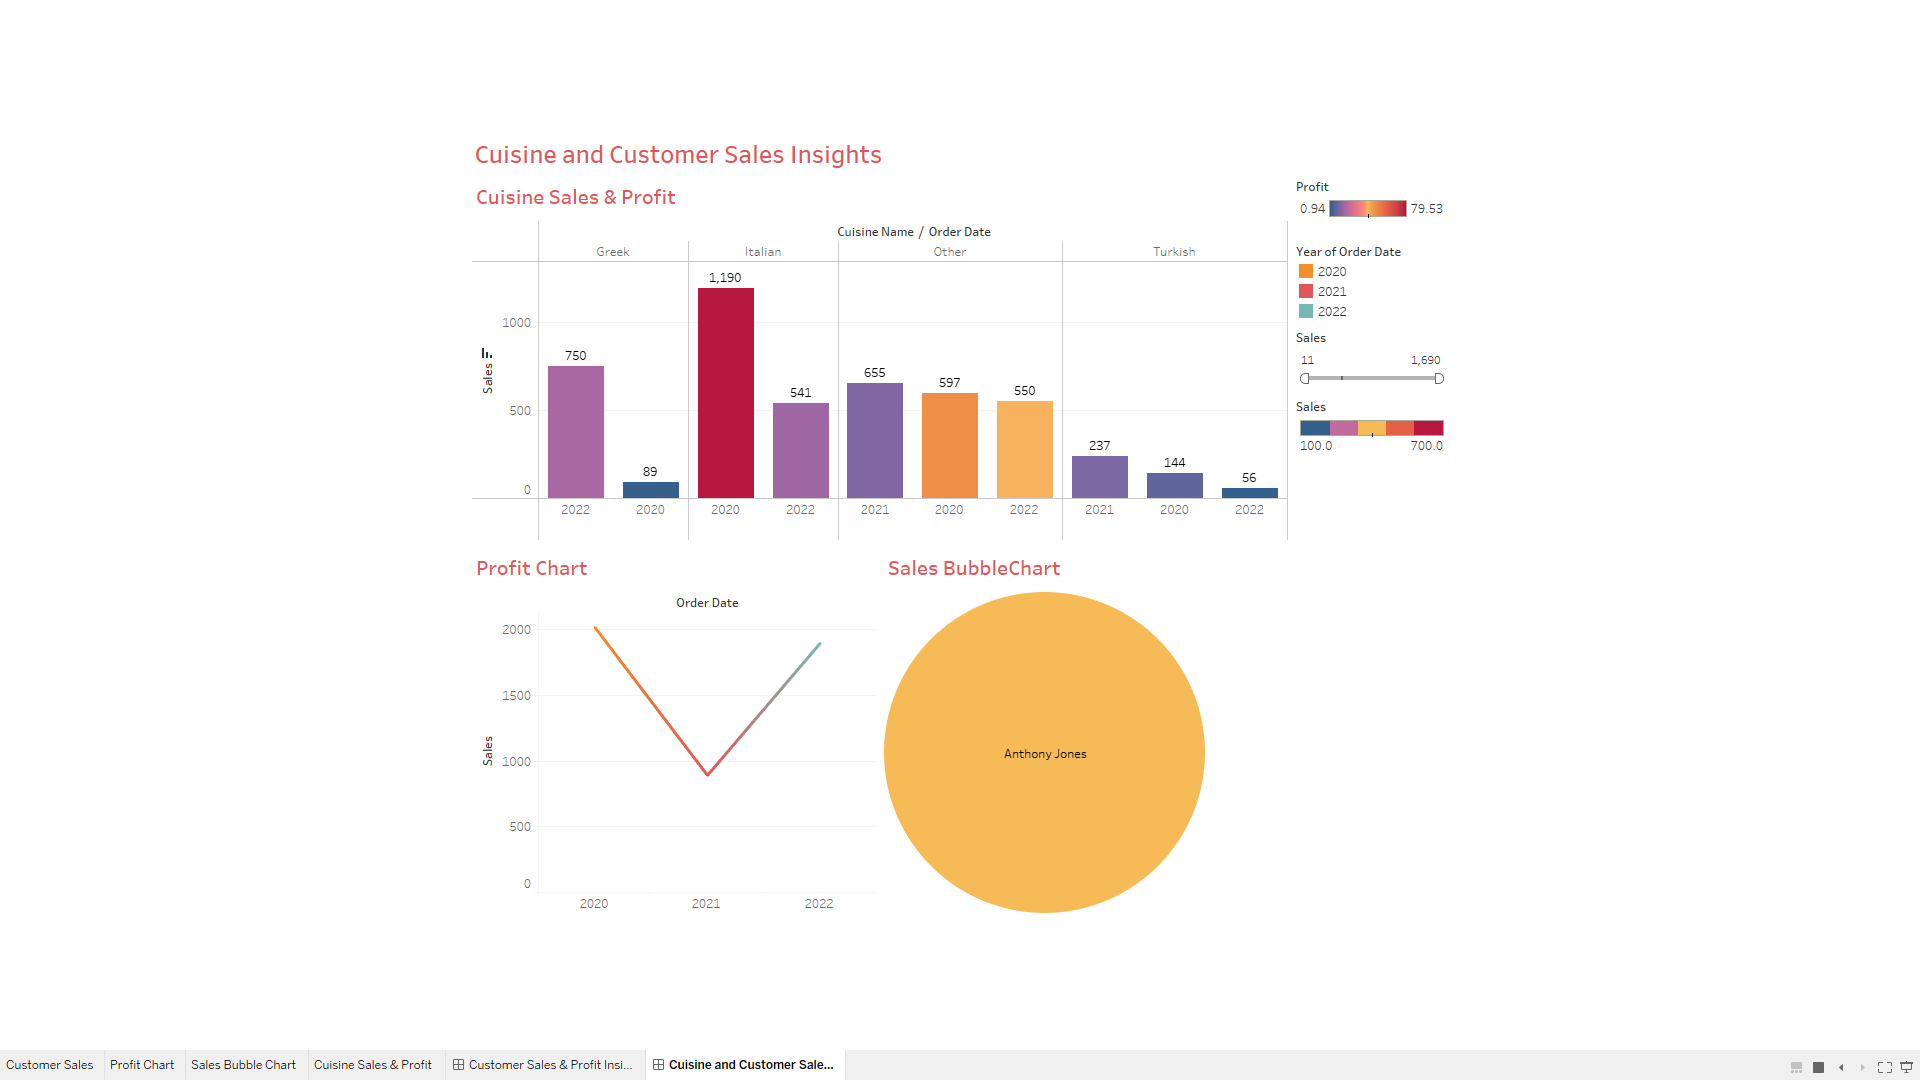 Cuisine and Customer Sales Insights
Cuisine Sales & Profit
Cuisine Name / Order Date
Greek Italian Other Turkish
Sales
1000
500
0
750
89
1,190
541
655
597
550
237
144
56
2022 2020 2020 2022 2021 2020 2022 2021 2020 2022
Profit
0.94 79.53
Year of Order Date
2020
2021
2022
Sales
11 1,690
Sales
100.0 700.0
Profit Chart
Order Date
Sales
2000
1500
1000
500
0
2020 2021 2022
Sales BubbleChart
Anthony Jones
Customer Sales Profit Chart Sales Bubble Chart Cuisine Sales & Profit Customer Sales & Profit Insi... Cuisine and Customer Sale...